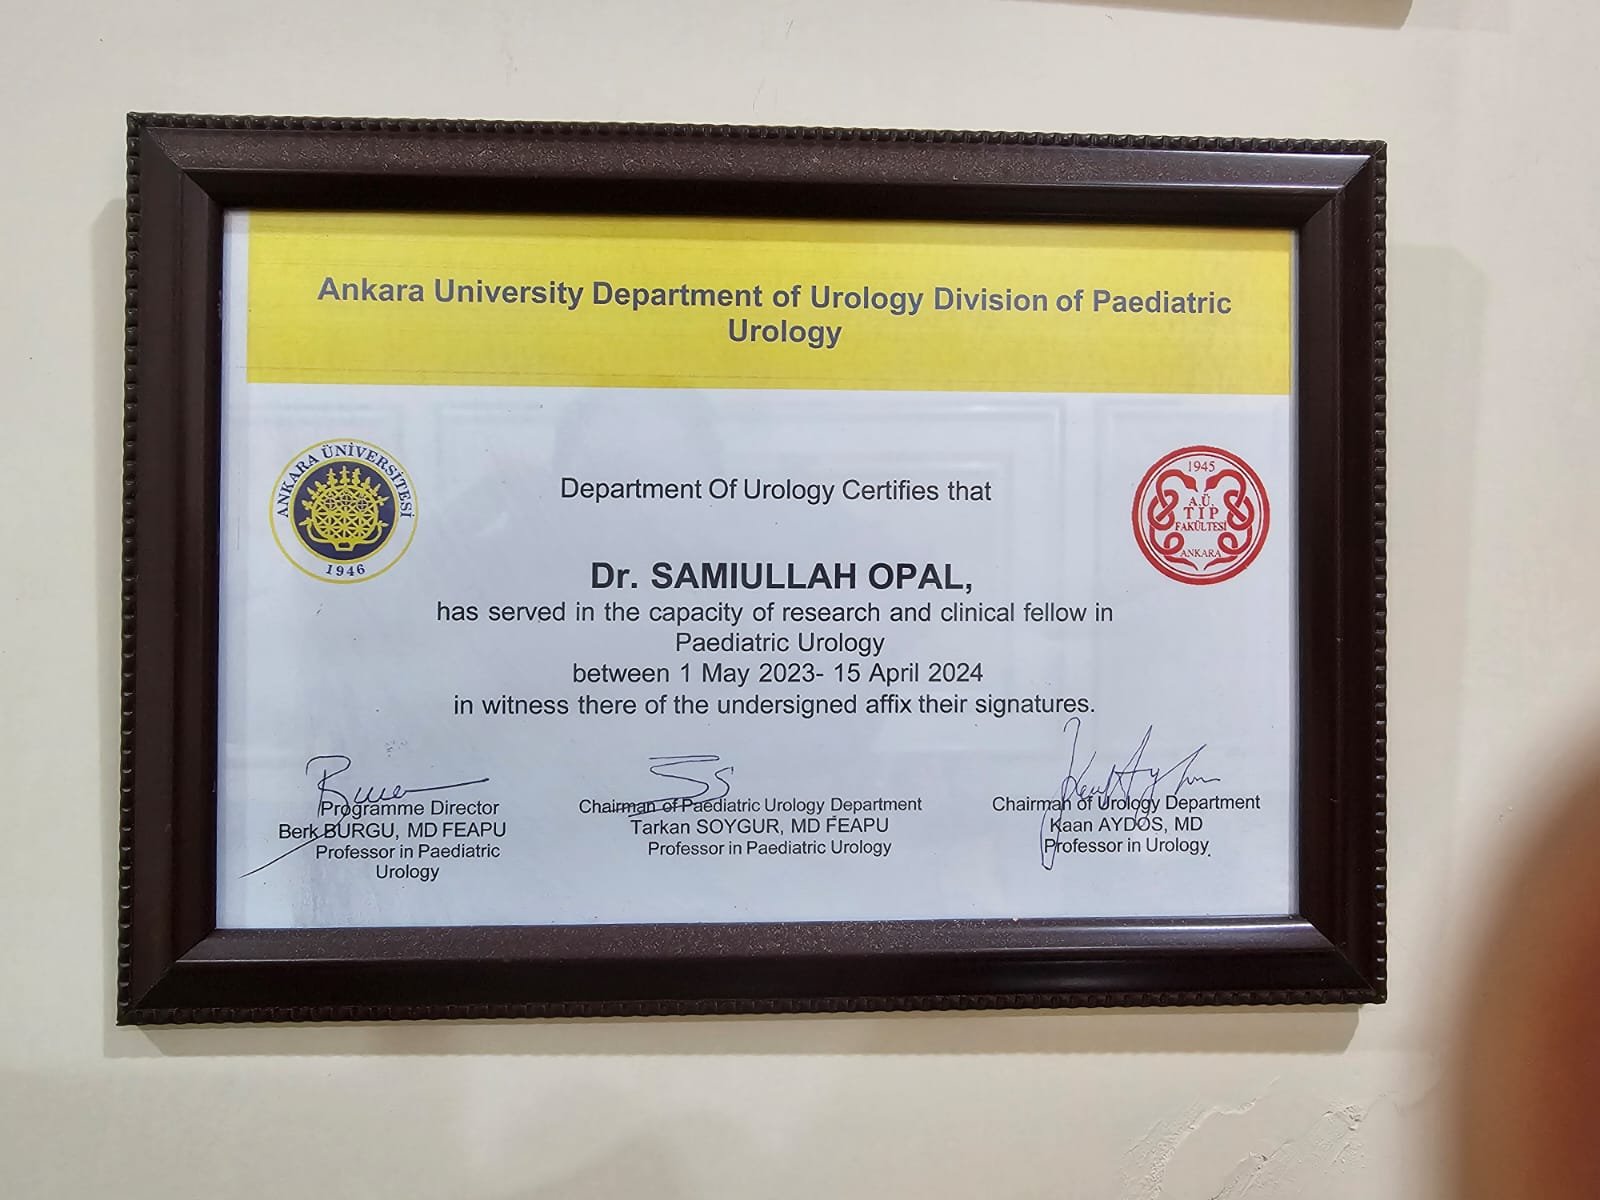 Ankara University Department of Urology Division of Paediatric
Urology
ANKARA ÜNİVERSİTESİ
1946
1945
A.Ü.
TIP
FAKÜLTESİ
ANKARA
Department Of Urology Certifies that
Dr. SAMIULLAH OPAL,
has served in the capacity of research and clinical fellow in
Paediatric Urology
between 1 May 2023- 15 April 2024
in witness there of the undersigned affix their signatures.
Programme Director
Berk BURGU, MD FEAPU
Professor in Paediatric
Urology
Chairman of Paediatric Urology Department
Tarkan SOYGUR, MD FEAPU
Professor in Paediatric Urology
Chairman of Urology Department
Kaan AYDOS, MD
Professor in Urology